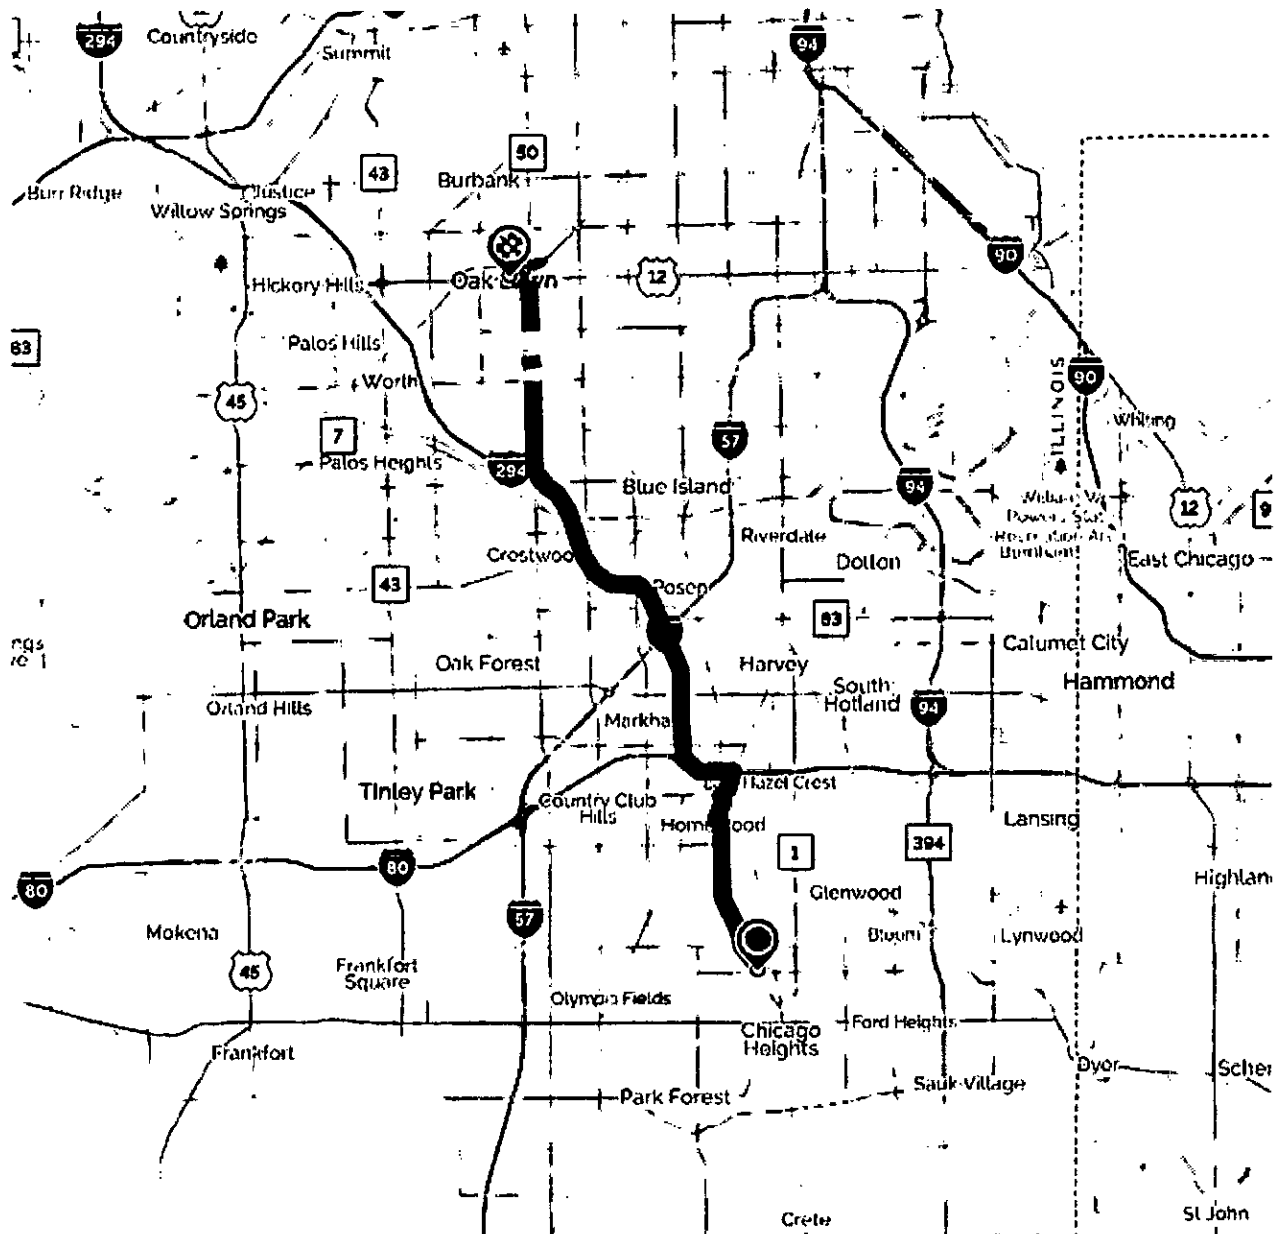 294
Countryside
Summit
94
50
43
Burbank
Burr Ridge
Justice
Willow Springs
90
12
Hickory Hills
Oak Lawn
83
Palos Hills
Worth
90
ILLINOIS
45
7
57
Whiting
Palos Heights
294
Blue Island
94
12
9
Riverdale
Crestwoo
Dolton
East Chicago
43
Posen
Orland Park
83
Calumet City
Oak Forest
Harvey
Hammond
South
Holland
94
Orland Hills
Markha
Tinley Park
Hazel Crest
Country Club
Hills
Homewood
Lansing
1
394
80
80
Glenwood
Highlan
57
Mokena
Bloom
Lynwood
Frankfort
Square
45
Olympia Fields
Chicago
Heights
Ford Heights
Frankfort
Dyer
Scher
Sauk Village
Park Forest
Crete
St John